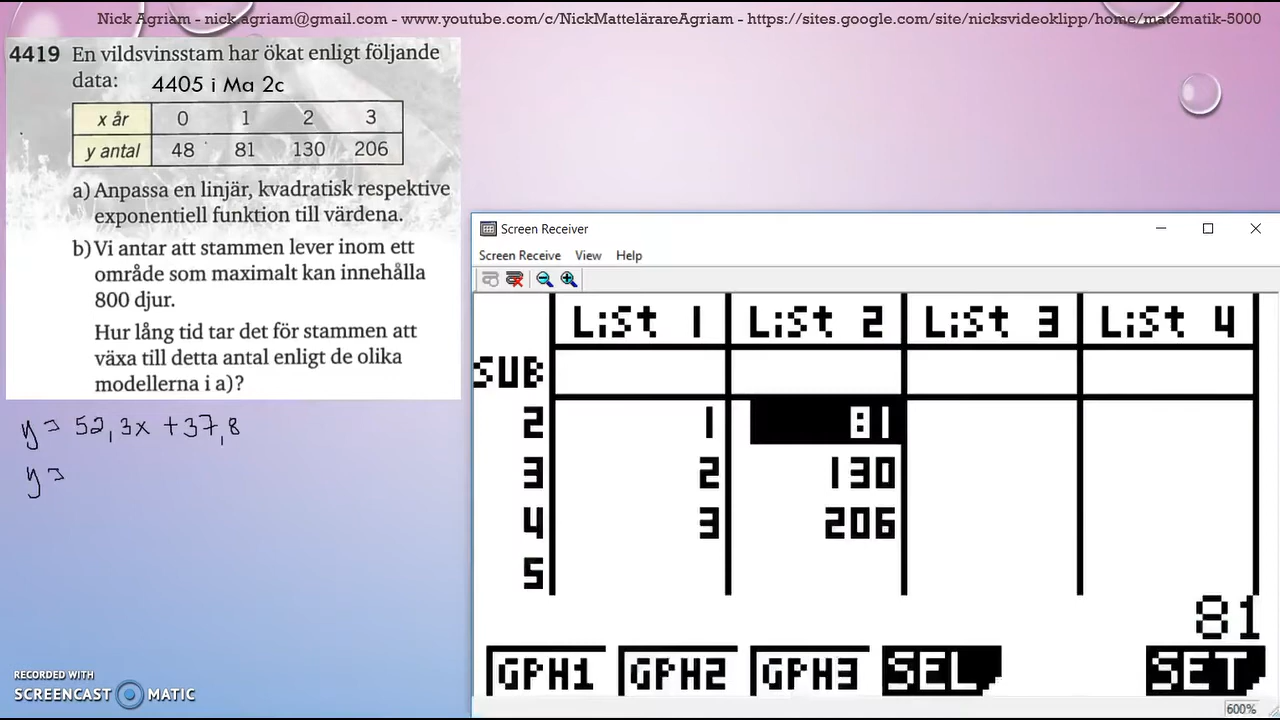 Nick Agriam - nick.agriam@gmail.com - www.youtube.com/c/NickMattelärareAgriam - https://sites.google.com/site/nicksvideoklipp/home/matematik-5000
4419 En vildsvinsstam har ökat enligt följande
data: 4405 i Ma 2c
x år 0 1 2 3
y antal 48 81 130 206
a) Anpassa en linjär, kvadratisk respektive
exponentiell funktion till värdena.
b) Vi antar att stammen lever inom ett
område som maximalt kan innehålla
800 djur.
Hur lång tid tar det för stammen att
växa till detta antal enligt de olika
modellerna i a)?
y = 52,3x + 37,8
y =
Screen Receiver
Screen Receive View Help
List 1 List 2 List 3 List 4
SUB
2 1 81
3 2 130
4 3 206
5
81
GPH1 GPH2 GPH3 SEL SET
600%
RECORDED WITH
SCREENCAST MATIC